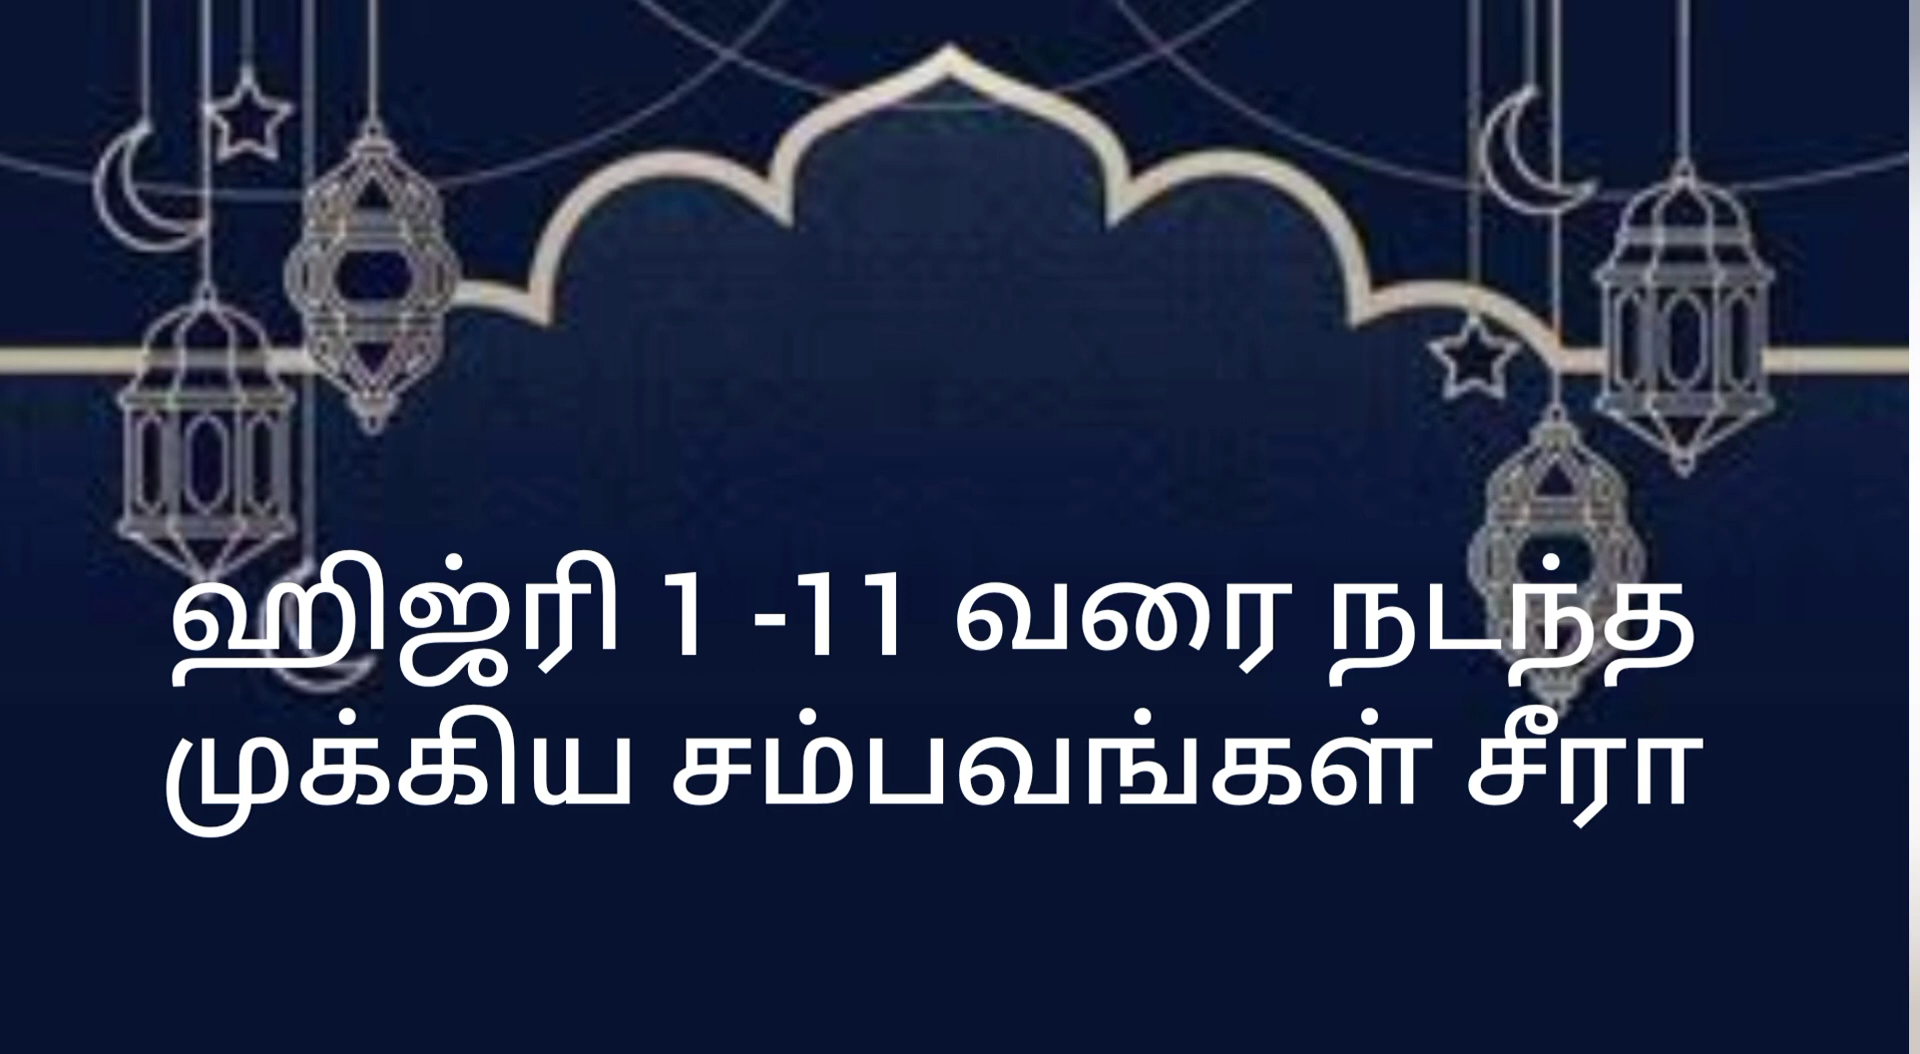 ஹிஜ்ரி 1 -11 வரை நடந்த
முக்கிய சம்பவங்கள் சீரா